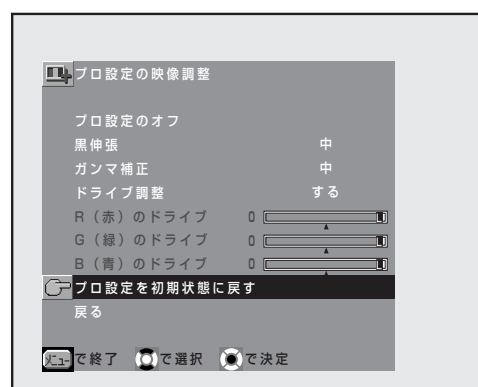 プロ設定の映像調整
プロ設定のオフ
黒伸張 中
ガンマ補正 中
ドライブ調整 する
R（赤）のドライブ 0
G（緑）のドライブ 0
B（青）のドライブ 0
プロ設定を初期状態に戻す
戻る
メニューで終了 で選択 で決定